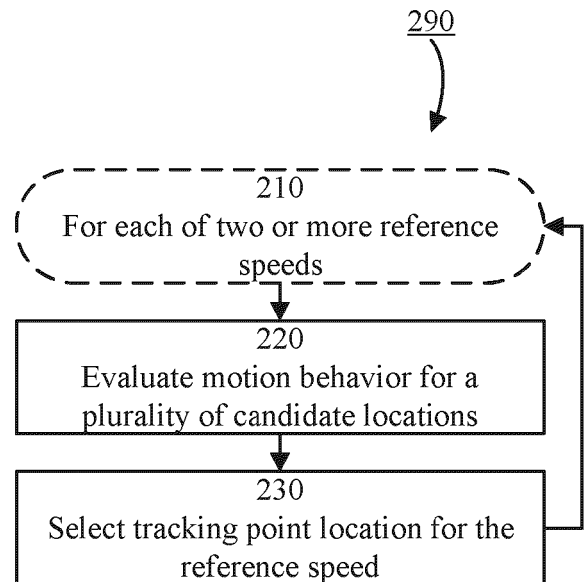 290
210
For each of two or more reference
speeds
220
Evaluate motion behavior for a
plurality of candidate locations
230
Select tracking point location for the
reference speed